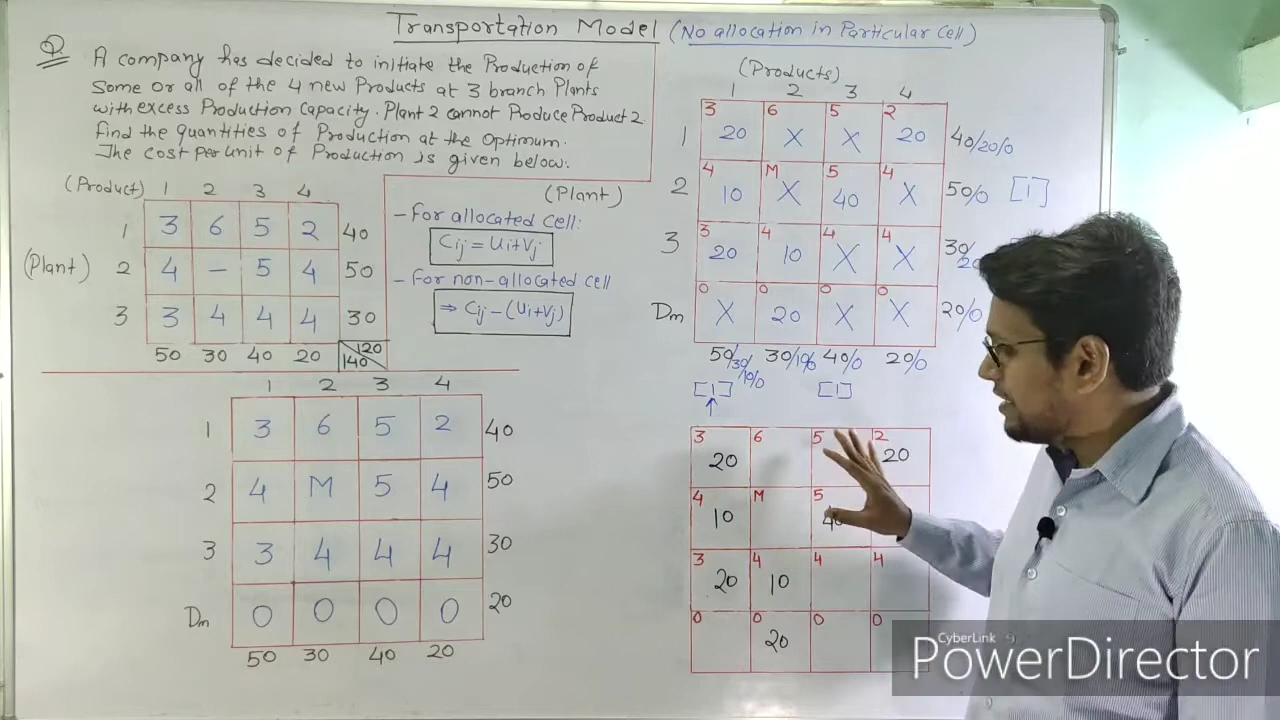 Transportation Model (No allocation in Particular Cell)
Q A company has decided to initiate the Production of
Some or all of the 4 new Products at 3 branch Plants
with excess Production Capacity. Plant 2 cannot Produce Product 2.
Find the quantities of Production at the Optimum.
The cost per unit of Production is given below.
(Product) 1 2 3 4
1 3 6 5 2 40
(Plant) 2 4 – 5 4 50
3 3 4 4 4 30
50 30 40 20 120
140
(Plant)
– For allocated Cell:
Cij = Ui+Vj
– For non-allocated Cell
⇒ Cij – (Ui+Vj)
1 2 3 4
1 3 6 5 2 40
2 4 M 5 4 50
3 3 4 4 4 30
Dm 0 0 0 0 20
50 30 40 20
(Products)
1 2 3 4
3 6 5 2
1 20 X X 20 40/20/0
4 M 5 4
2 10 X 40 X 50/0 [1]
3 4 4 4
3 20 10 X X 30/20
0 0 0 0
Dm X 20 X X 20/0
50/30/10/0 30/10/0 40/0 20/0
[1] [1]
↑
3 6 5 2
20 20
4 M 5
10 40
3 4 4 4
20 10
0 0 0 0
20
CyberLink
PowerDirector